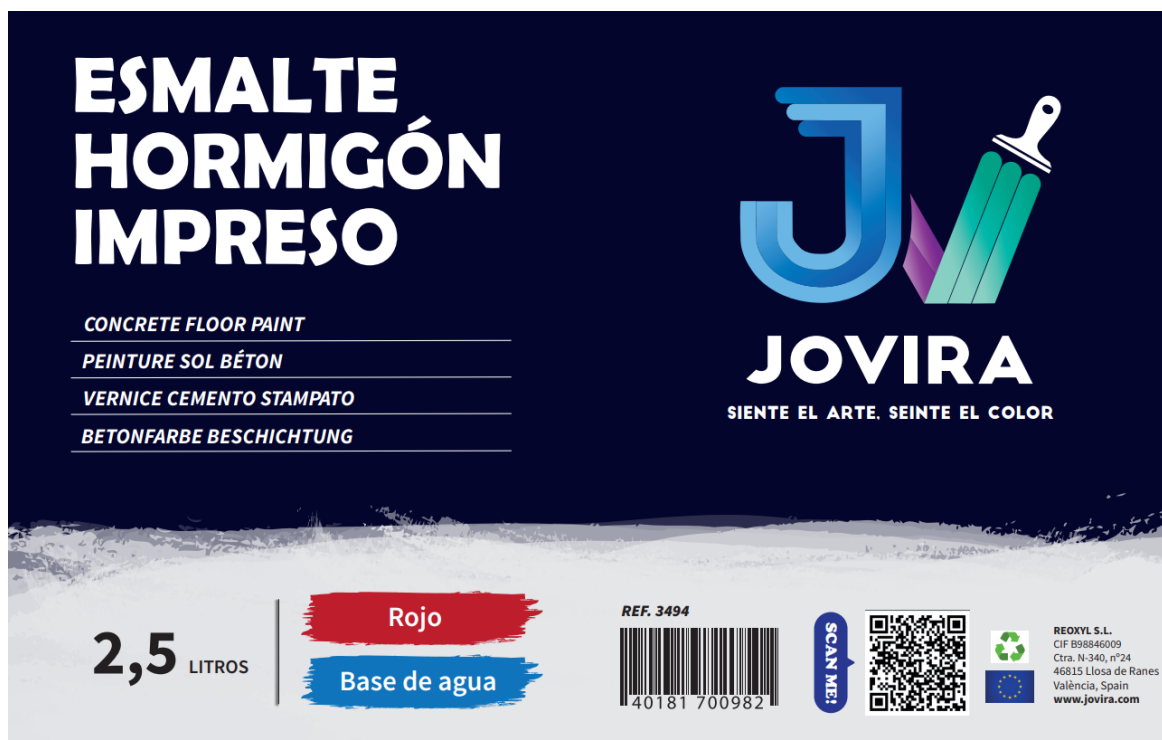 ESMALTE
HORMIGÓN
IMPRESO
CONCRETE FLOOR PAINT
PEINTURE SOL BÉTON
VERNICE CEMENTO STAMPATO
BETONFARBE BESCHICHTUNG
JOVIRA
SIENTE EL ARTE, SEINTE EL COLOR
2,5 LITROS
Rojo
Base de agua
REF. 3494
40181 700982
SCAN ME!
REOXYL S.L.
CIF B98846009
Ctra. N-340, nº24
46815 Llosa de Ranes
València, Spain
www.jovira.com